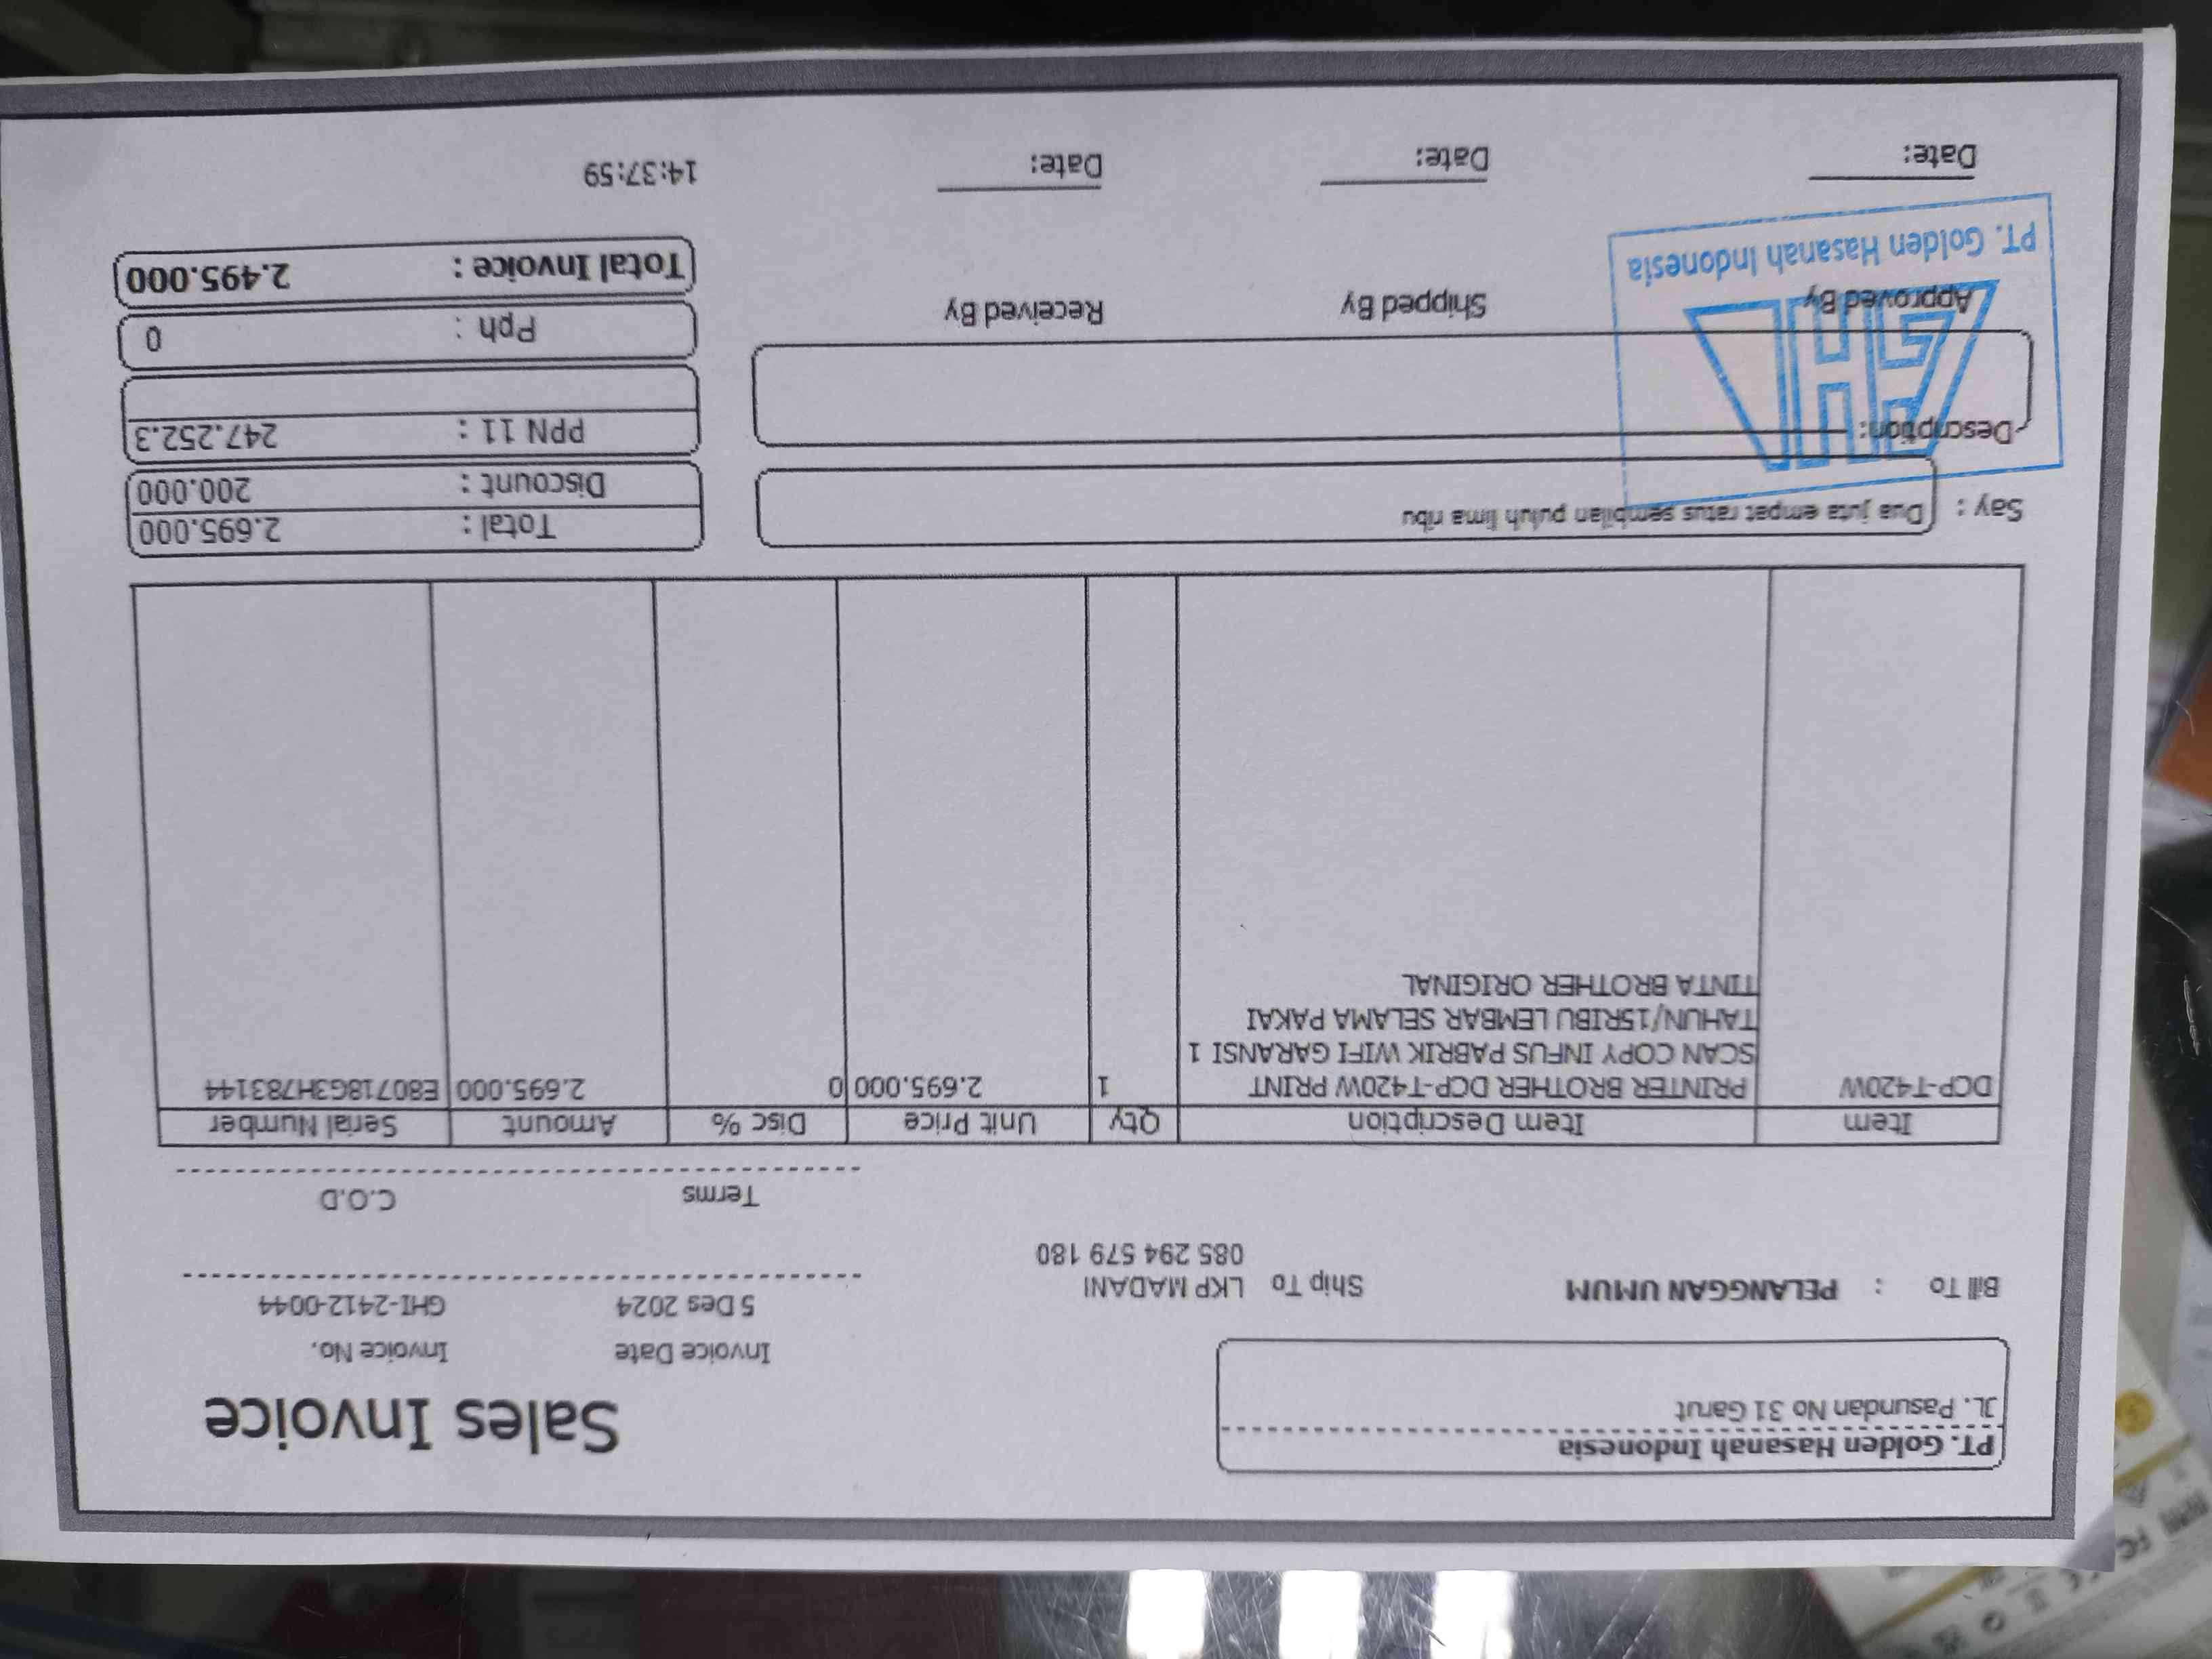 PT. Golden Hasanah Indonesia
JL. Pasundan No 31 Garut
Sales Invoice
Invoice Date Invoice No.
5 Des 2024 GHI-2412-0044
Bill To : PELANGGAN UMUM Ship To LKP MADANI
085 294 579 180
Terms C.O.D
Item Item Description Qty Unit Price Disc % Amount Serial Number
DCP-T420W PRINTER BROTHER DCP-T420W PRINT 1 2.695.000 0 2.695.000 E80718G3H783144
SCAN COPY INFUS PABRIK WIFI GARANSI 1
TAHUN/15RIBU LEMBAR SELAMA PAKAI
TINTA BROTHER ORIGINAL
Say : Dua juta empat ratus sembilan puluh lima ribu
Total : 2.695.000
Discount : 200.000
Description:
PPN 11 : 247.252.3
Pph : 0
Total Invoice : 2.495.000
Approved By Shipped By Received By
GHI
PT. Golden Hasanah Indonesia
Date: Date: Date: 14:37:59
FC